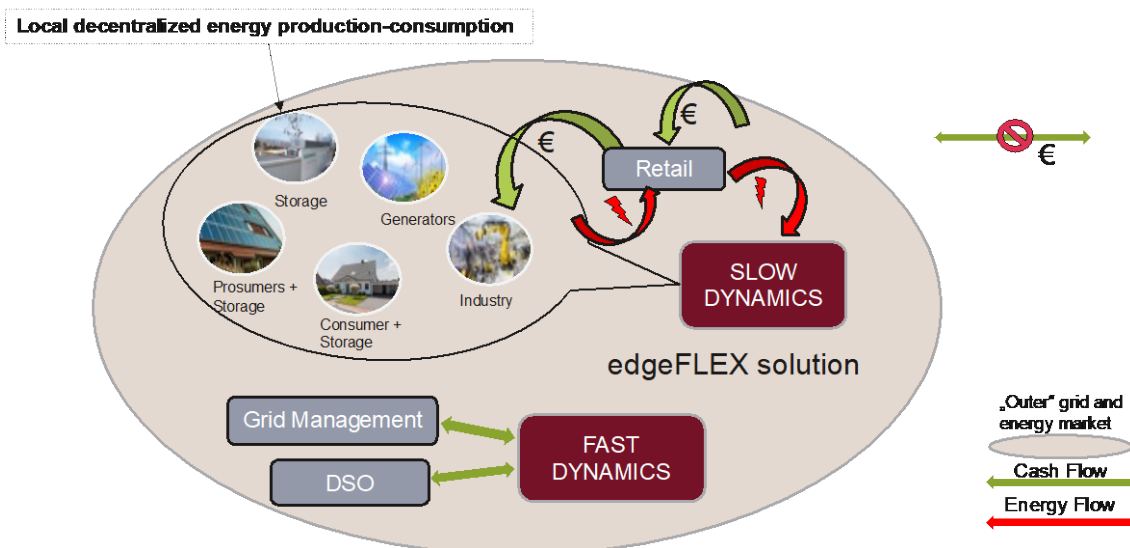 Local decentralized energy production-consumption
€
€
€
Retail
Storage
Generators
Prosumers +
Storage
Consumer +
Storage
Industry
SLOW
DYNAMICS
edgeFLEX solution
Grid Management
DSO
FAST
DYNAMICS
„Outer“ grid and
energy market
Cash Flow
Energy Flow